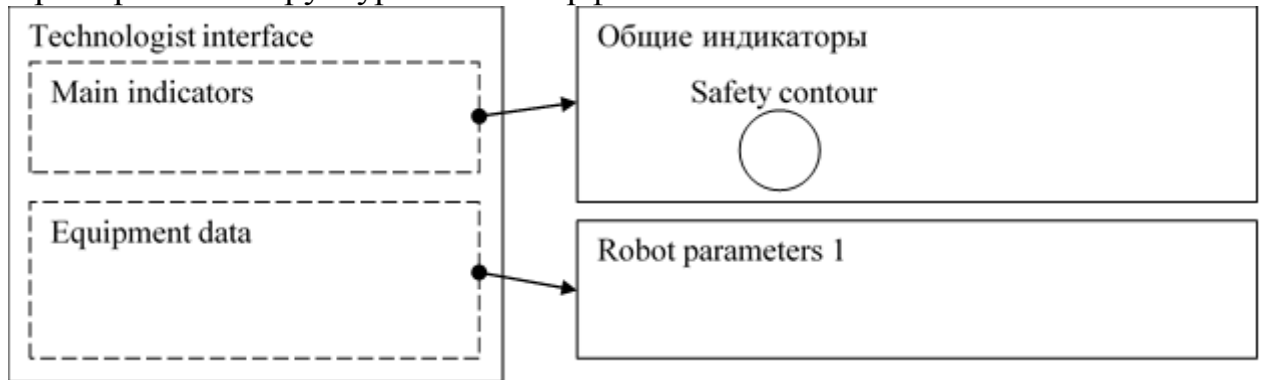 Technologist interface
Main indicators
Equipment data
Общие индикаторы
Safety contour
Robot parameters 1